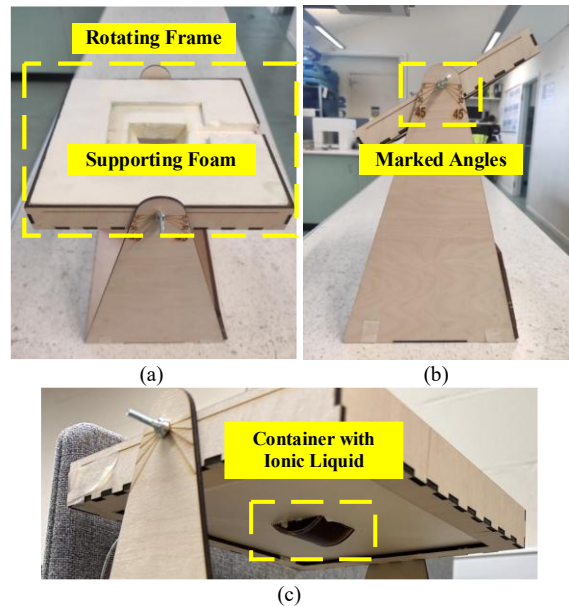 Rotating Frame
Supporting Foam
45
45
Marked Angles
(a)
(b)
Container with
Ionic Liquid
(c)